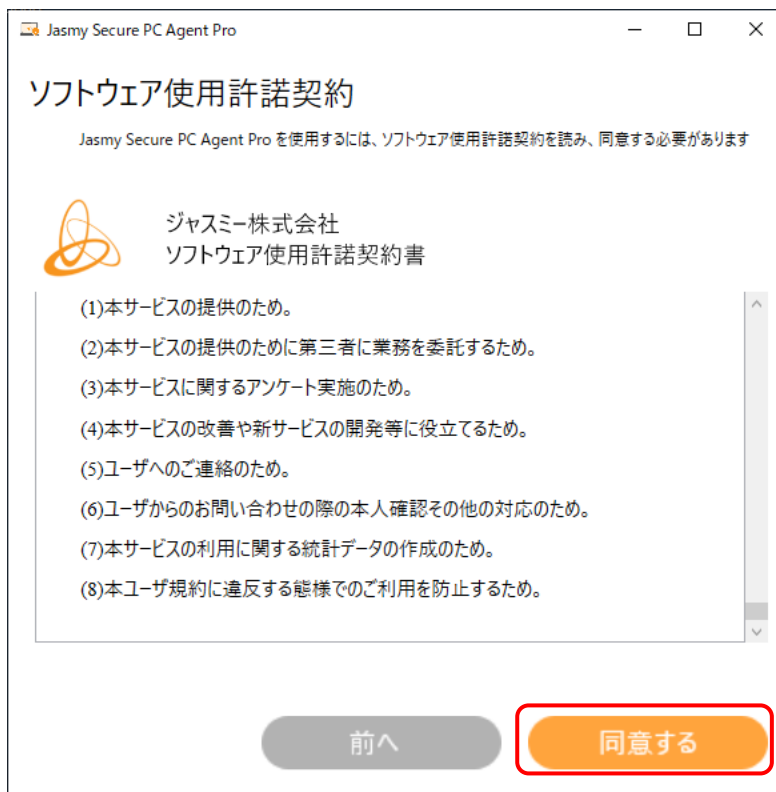 Jasmy Secure PC Agent Pro
ソフトウェア使用許諾契約
Jasmy Secure PC Agent Pro を使用するには、ソフトウェア使用許諾契約を読み、同意する必要があります
ジャスミー株式会社
ソフトウェア使用許諾契約書
(1)本サービスの提供のため。
(2)本サービスの提供のために第三者に業務を委託するため。
(3)本サービスに関するアンケート実施のため。
(4)本サービスの改善や新サービスの開発等に役立てるため。
(5)ユーザへのご連絡のため。
(6)ユーザからのお問い合わせの際の本人確認その他の対応のため。
(7)本サービスの利用に関する統計データの作成のため。
(8)本ユーザ規約に違反する態様でのご利用を防止するため。
前へ
同意する